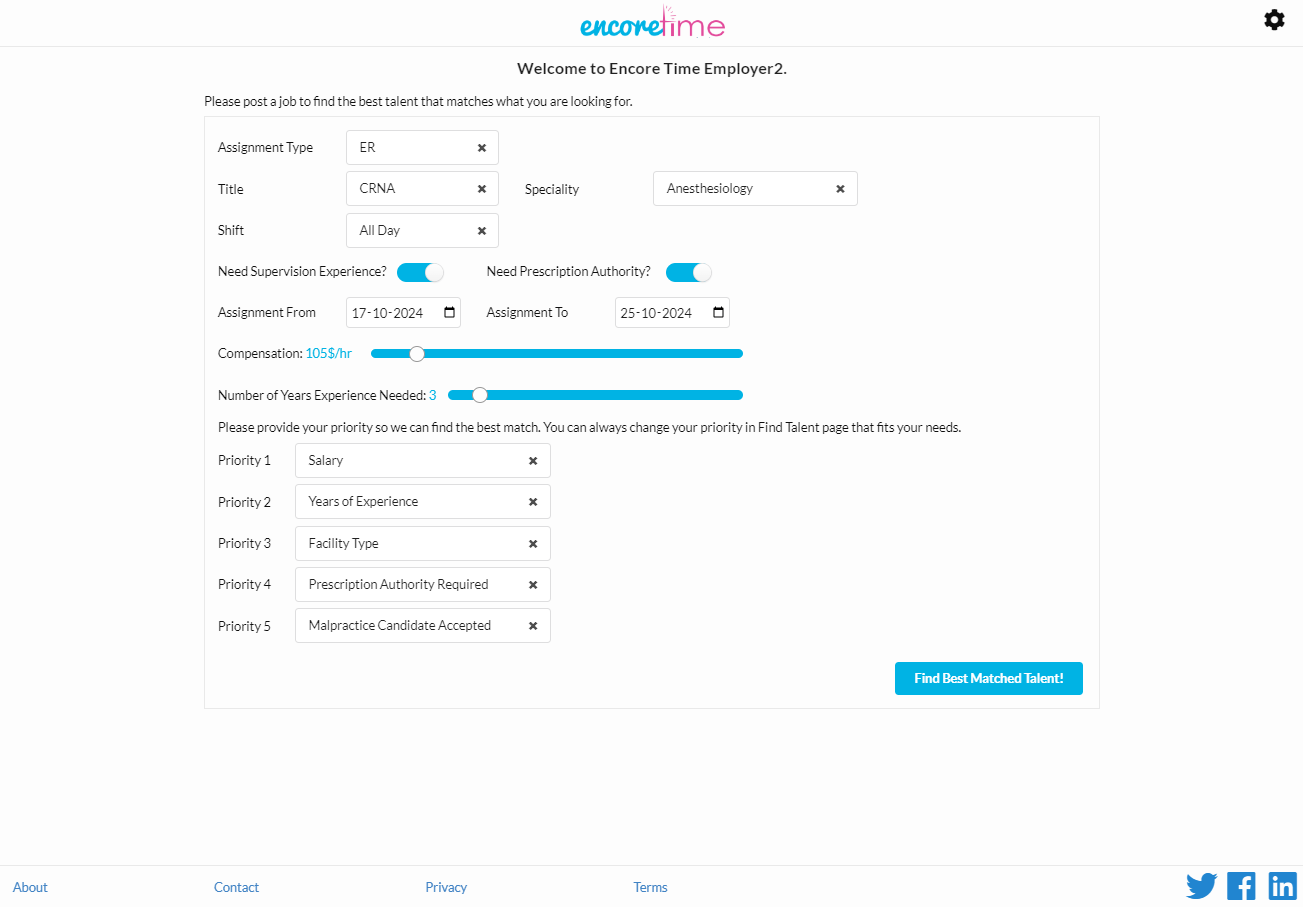 encoretime
Welcome to Encore Time Employer2.
Please post a job to find the best talent that matches what you are looking for.
Assignment Type ER
Title CRNA Speciality Anesthesiology
Shift All Day
Need Supervision Experience? Need Prescription Authority?
Assignment From 17-10-2024 Assignment To 25-10-2024
Compensation: 105$/hr
Number of Years Experience Needed: 3
Please provide your priority so we can find the best match. You can always change your priority in Find Talent page that fits your needs.
Priority 1 Salary
Priority 2 Years of Experience
Priority 3 Facility Type
Priority 4 Prescription Authority Required
Priority 5 Malpractice Candidate Accepted
Find Best Matched Talent!
About Contact Privacy Terms